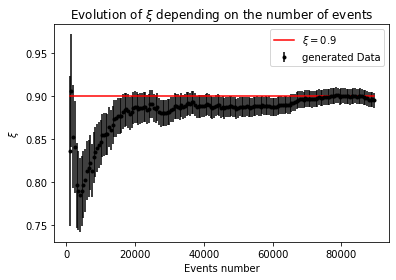 Evolution of ξ depending on the number of events
ξ = 0.9
generated Data
0.95
0.90
0.85
0.80
0.75
ξ
0
20000
40000
60000
80000
Events number